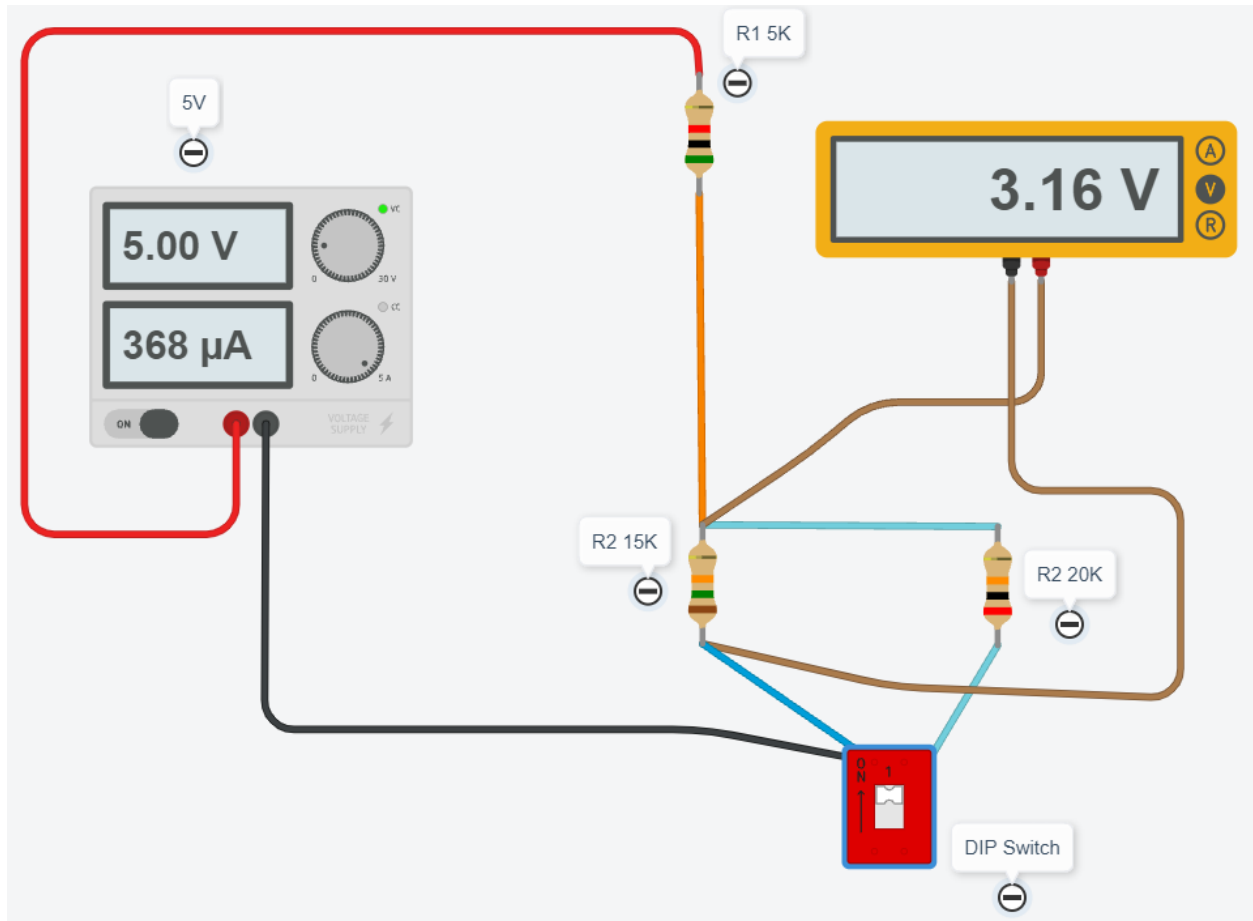 R1 5K
5V
5.00 V
VC
0
30 V
368 µA
CC
0
5 A
ON
VOLTAGE
SUPPLY
3.16 V
A
V
R
R2 15K
R2 20K
ON
1
DIP Switch